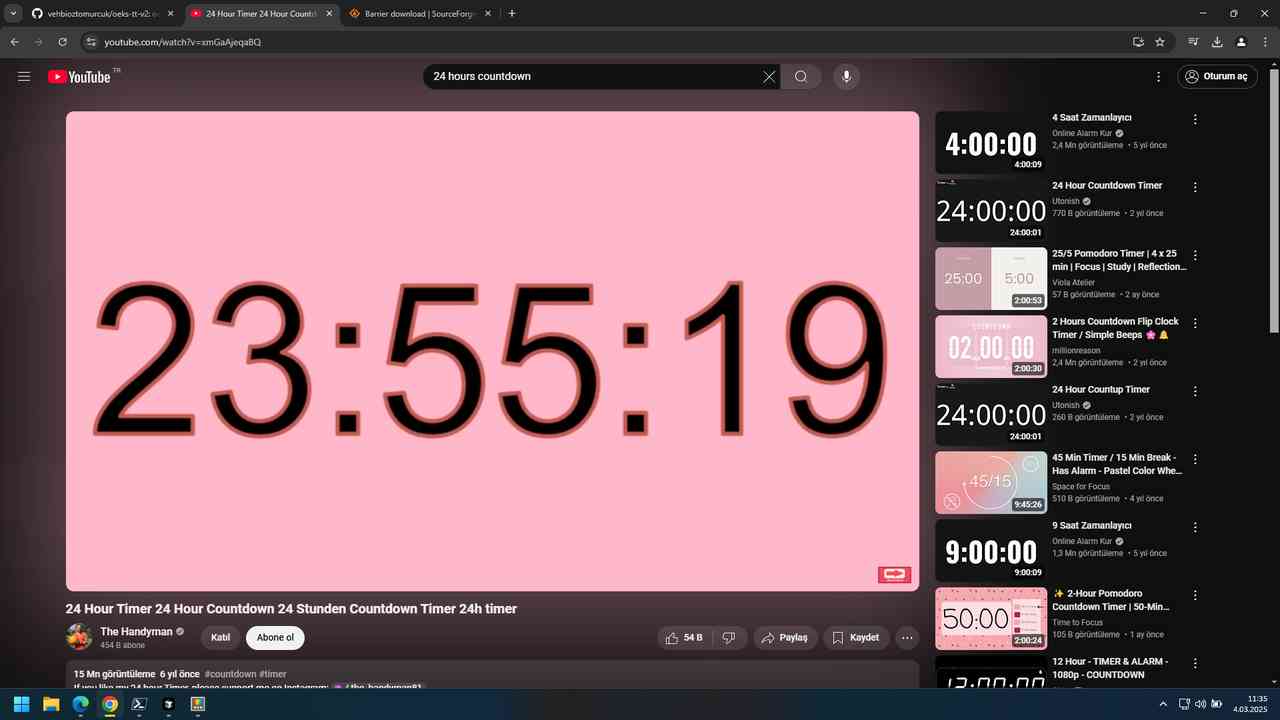 vehbioztomurcuk/oeks-tt-v2:
24 Hour Timer 24 Hour Countd
Barrier download | SourceForg
youtube.com/watch?v=xmGaAjeqaBQ
YouTube TR
24 hours countdown
Oturum aç
23:55:19
24 Hour Timer 24 Hour Countdown 24 Stunden Countdown Timer 24h timer
The Handyman
454 B abone
Katıl
Abone ol
54 B
Paylaş
Kaydet
15 Mn görüntüleme 6 yıl önce #countdown #timer
If you like my 24 hour Timer, please support me on Instagram: / the_handyman81
4:00:00
4:00:09
4 Saat Zamanlayıcı
Online Alarm Kur
2,4 Mn görüntüleme • 5 yıl önce
24:00:00
24:00:01
24 Hour Countdown Timer
Utonish
770 B görüntüleme • 2 yıl önce
25:00
5:00
2:00:53
25/5 Pomodoro Timer | 4 x 25
min | Focus | Study | Reflection...
Viola Atelier
57 B görüntüleme • 2 ay önce
COUNTDOWN
02 00 00
2:00:30
2 Hours Countdown Flip Clock
Timer / Simple Beeps 🌸 🔔
millionreason
2,4 Mn görüntüleme • 2 yıl önce
24:00:00
24:00:01
24 Hour Countup Timer
Utonish
260 B görüntüleme • 2 yıl önce
45/15
9:45:26
45 Min Timer / 15 Min Break -
Has Alarm - Pastel Color Whe...
Space for Focus
510 B görüntüleme • 4 yıl önce
9:00:00
9:00:09
9 Saat Zamanlayıcı
Online Alarm Kur
1,3 Mn görüntüleme • 5 yıl önce
50:00
2:00:24
✨ 2-Hour Pomodoro
Countdown Timer | 50-Min...
Time to Focus
105 B görüntüleme • 1 ay önce
12:00:00
12 Hour - TIMER & ALARM -
1080p - COUNTDOWN
11:35
4.03.2025